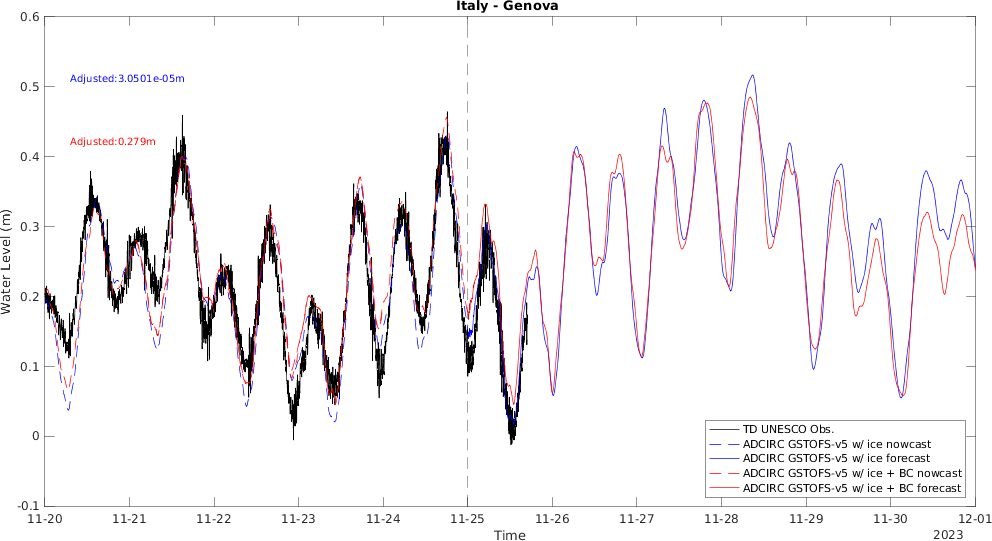 Italy - Genova
0.6
0.5
0.4
0.3
0.2
0.1
0
-0.1
Water Level (m)
Adjusted:3.0501e-05m
Adjusted:0.279m
TD UNESCO Obs.
ADCIRC GSTOFS-v5 w/ ice nowcast
ADCIRC GSTOFS-v5 w/ ice forecast
ADCIRC GSTOFS-v5 w/ ice + BC nowcast
ADCIRC GSTOFS-v5 w/ ice + BC forecast
11-20 11-21 11-22 11-23 11-24 11-25 11-26 11-27 11-28 11-29 11-30 12-01
Time
2023